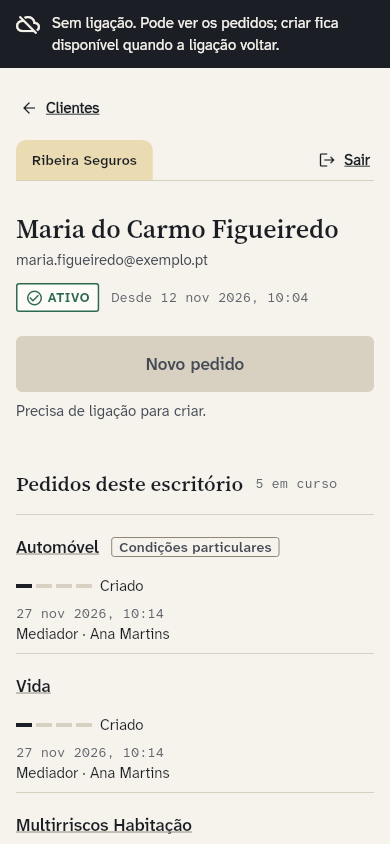 Sem ligação. Pode ver os pedidos; criar fica
disponível quando a ligação voltar.
Clientes
Ribeira Seguros
Sair
Maria do Carmo Figueiredo
maria.figueiredo@exemplo.pt
ATIVO
Desde 12 nov 2026, 10:04
Novo pedido
Precisa de ligação para criar.
Pedidos deste escritório
5 em curso
Automóvel
Condições particulares
Criado
27 nov 2026, 10:14
Mediador · Ana Martins
Vida
Criado
27 nov 2026, 10:14
Mediador · Ana Martins
Multirriscos Habitação